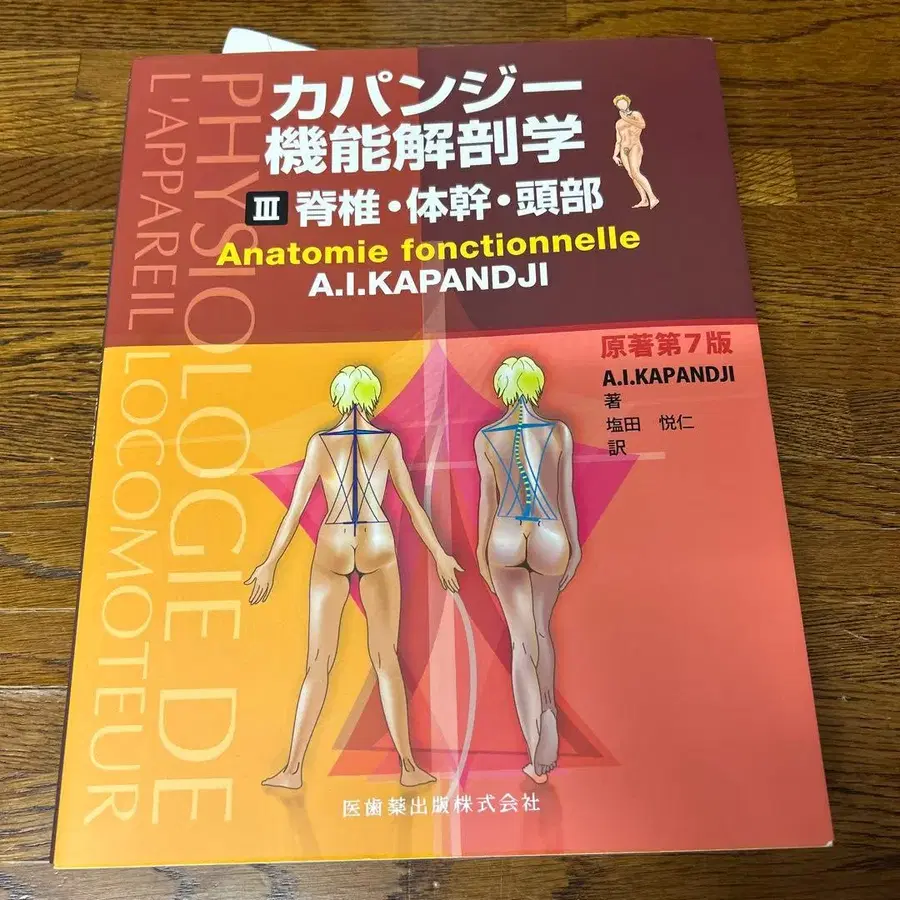 カパンジー
機能解剖学
III 脊椎・体幹・頭部
Anatomie fonctionnelle
A.I.KAPANDJI
PHYSIOLOGIE DE
L'APPAREIL LOCOMOTEUR
原著第7版
A.I.KAPANDJI
著
塩田 悦仁
訳
医歯薬出版株式会社